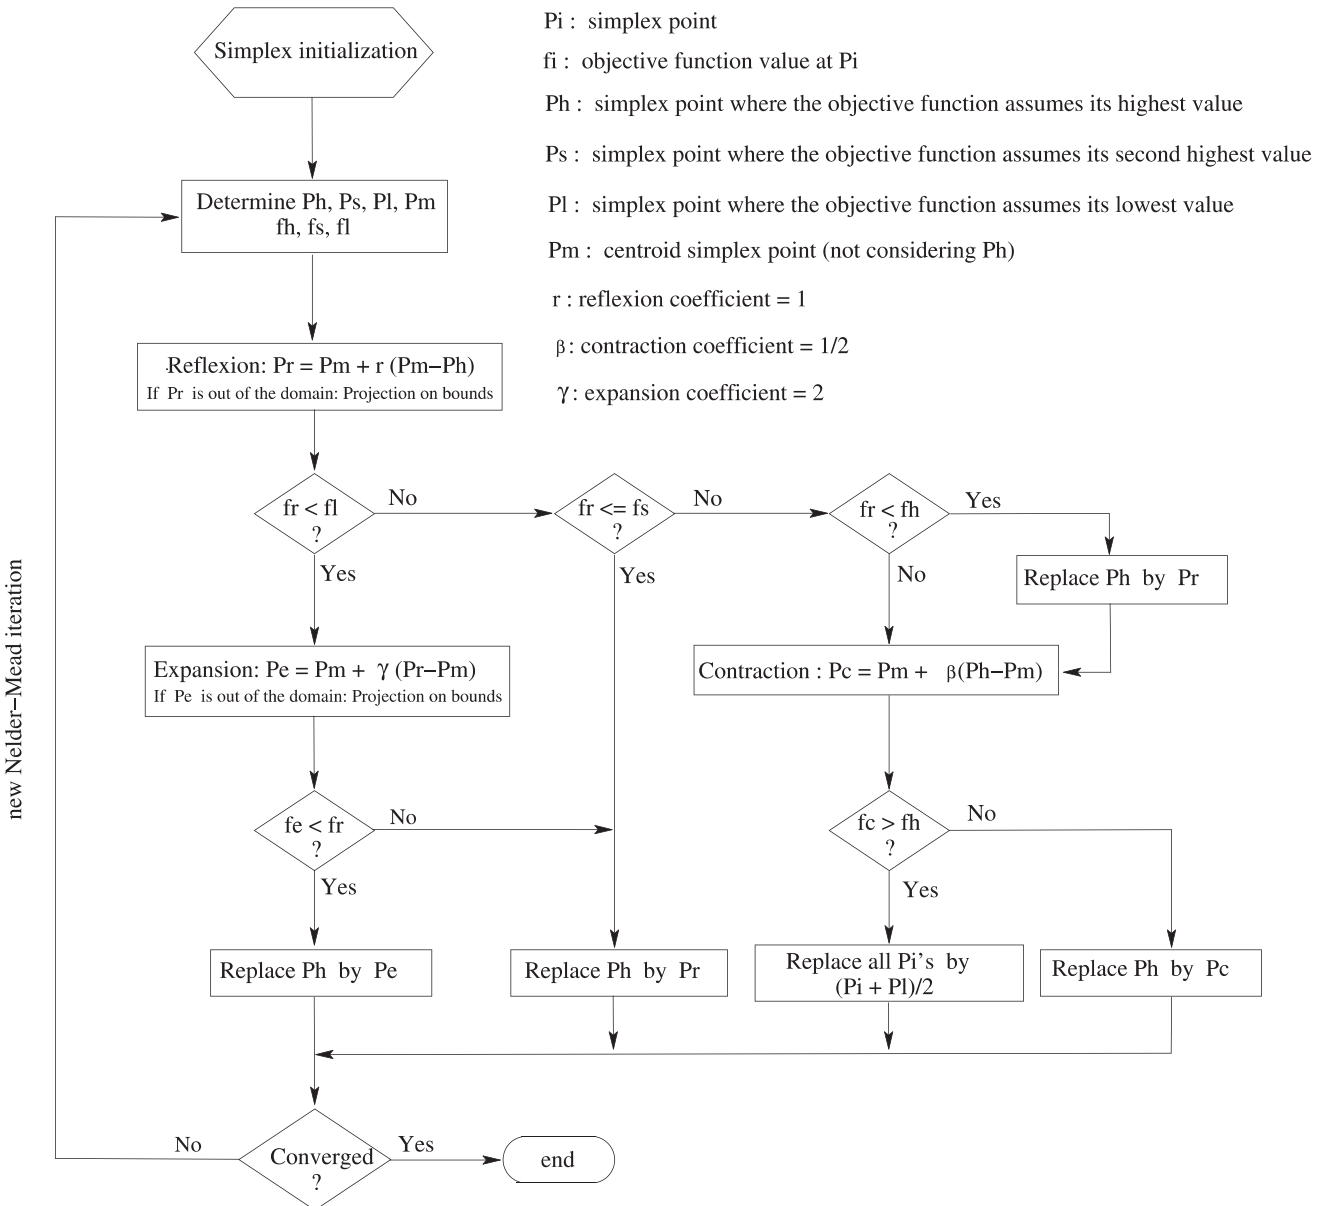 Simplex initialization
Pi : simplex point
fi : objective function value at Pi
Ph : simplex point where the objective function assumes its highest value
Ps : simplex point where the objective function assumes its second highest value
Pl : simplex point where the objective function assumes its lowest value
Pm : centroid simplex point (not considering Ph)
r : reflexion coefficient = 1
β : contraction coefficient = 1/2
γ : expansion coefficient = 2
Determine Ph, Ps, Pl, Pm
fh, fs, fl
Reflexion: Pr = Pm + r (Pm−Ph)
If Pr is out of the domain: Projection on bounds
fr < fl
?
No
Yes
fr <= fs
?
No
Yes
fr < fh
?
Yes
No
Replace Ph by Pr
Expansion: Pe = Pm + γ (Pr−Pm)
If Pe is out of the domain: Projection on bounds
Contraction : Pc = Pm + β(Ph−Pm)
new Nelder−Mead iteration
fe < fr
?
No
Yes
fc > fh
?
No
Yes
Replace Ph by Pe
Replace Ph by Pr
Replace all Pi's by
(Pi + Pl)/2
Replace Ph by Pc
Converged
?
No
Yes
end